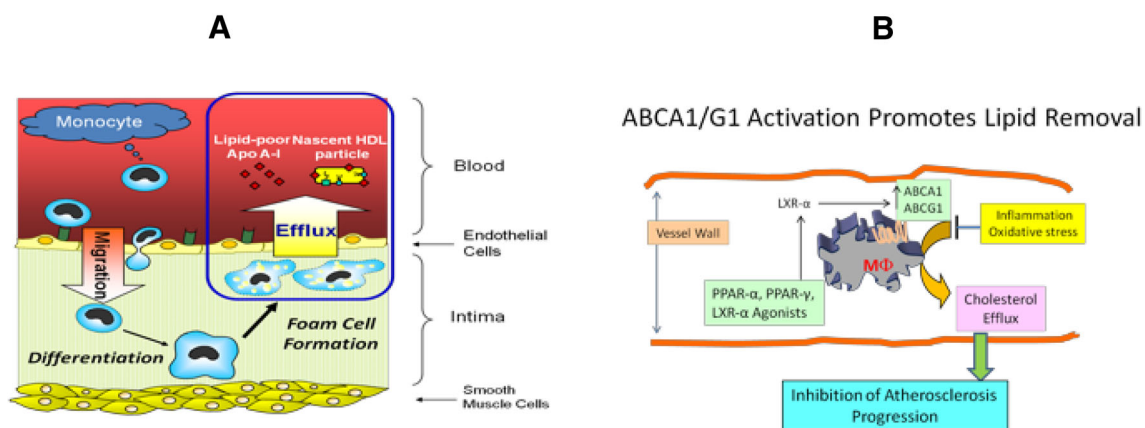 A
Monocyte
Lipid-poor Nascent HDL
Apo A-I particle
Efflux
Migration
Differentiation
Foam Cell
Formation
Blood
Endothelial
Cells
Intima
Smooth
Muscle Cells
B
ABCA1/G1 Activation Promotes Lipid Removal
Vessel Wall
LXR-α
ABCA1
ABCG1
Inflammation
Oxidative stress
MΦ
PPAR-α, PPAR-γ,
LXR-α Agonists
Cholesterol
Efflux
Inhibition of Atherosclerosis
Progression